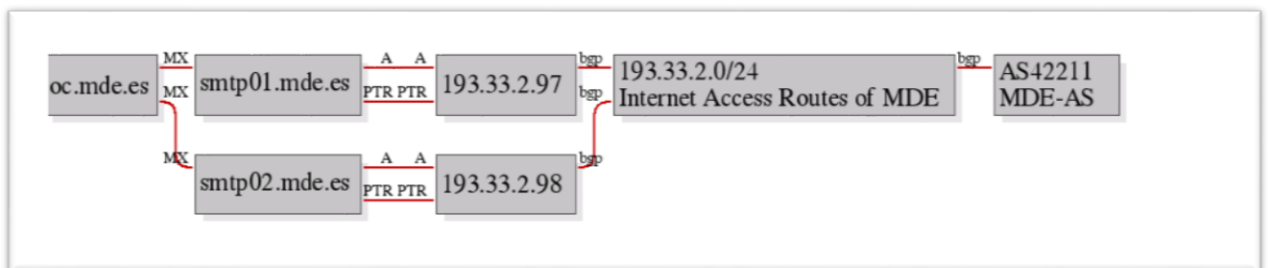 MX
A A
bgp
bgp
oc.mde.es
smtp01.mde.es
193.33.2.97
193.33.2.0/24
Internet Access Routes of MDE
AS42211
MDE-AS
MX
PTR PTR
bgp
MX
A A
bgp
smtp02.mde.es
193.33.2.98
PTR PTR